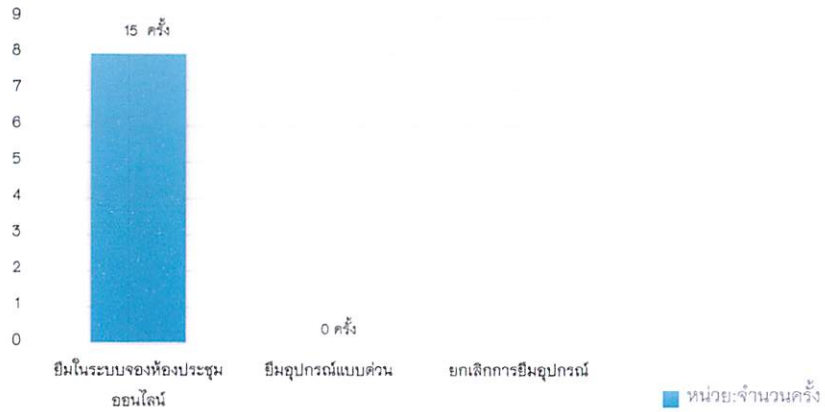 9
15 ครั้ง
8
7
6
5
4
3
2
1
0 ครั้ง
0
ยืมในระบบจองห้องประชุม
ออนไลน์
ยืมอุปกรณ์แบบด่วน
ยกเลิกการยืมอุปกรณ์
หน่วย:จำนวนครั้ง